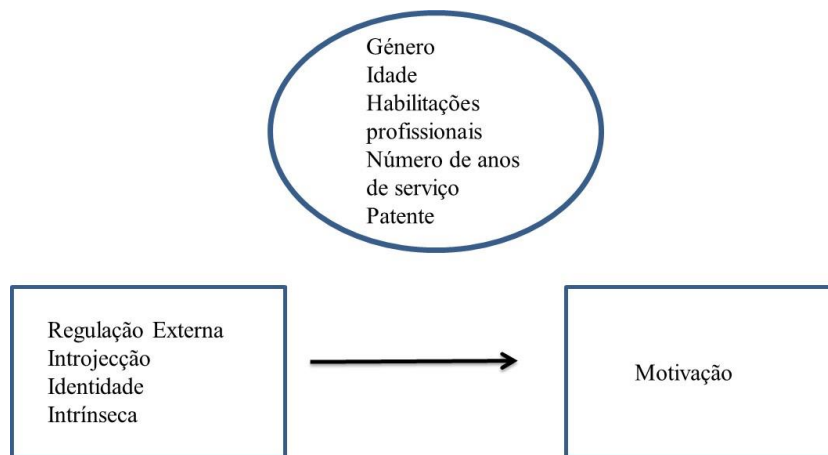 Género
Idade
Habilitações
profissionais
Número de anos
de serviço
Patente
Regulação Externa
Introjecção
Identidade
Intrínseca
Motivação